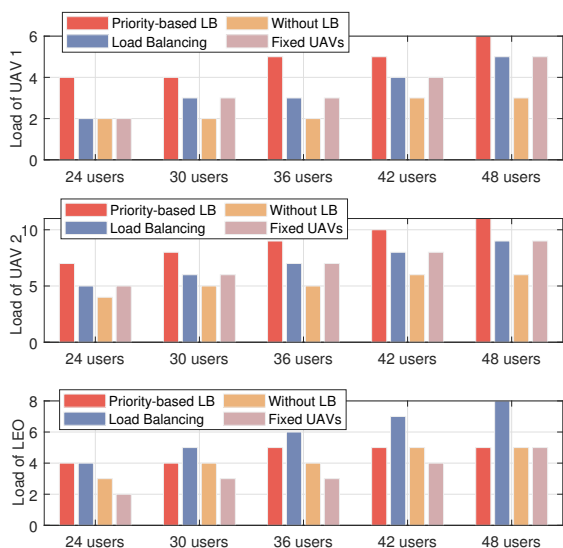 Priority-based LB Without LB
Load Balancing Fixed UAVs
Load of UAV 1
6
4
2
0
24 users 30 users 36 users 42 users 48 users
Priority-based LB Without LB
Load Balancing Fixed UAVs
Load of UAV 2
10
5
0
24 users 30 users 36 users 42 users 48 users
Priority-based LB Without LB
Load Balancing Fixed UAVs
Load of LEO
8
6
4
2
0
24 users 30 users 36 users 42 users 48 users